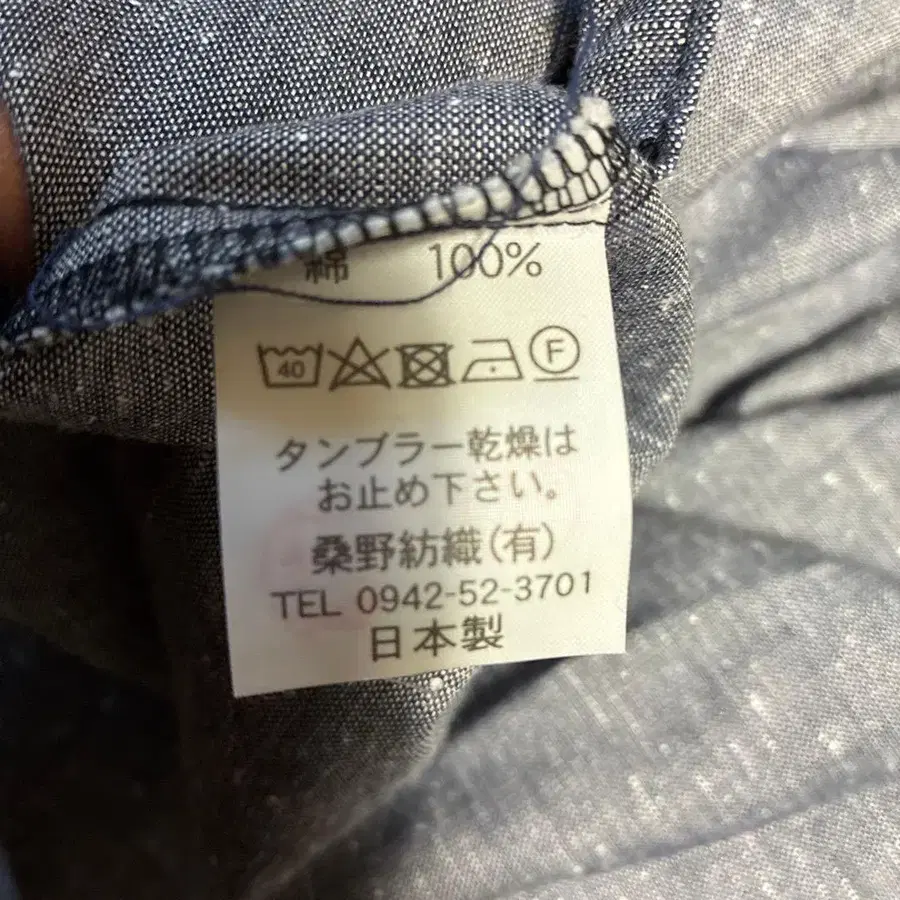 綿 100%
40 F
タンブラー乾燥は
お止め下さい。
桑野紡織(有)
TEL 0942-52-3701
日本製